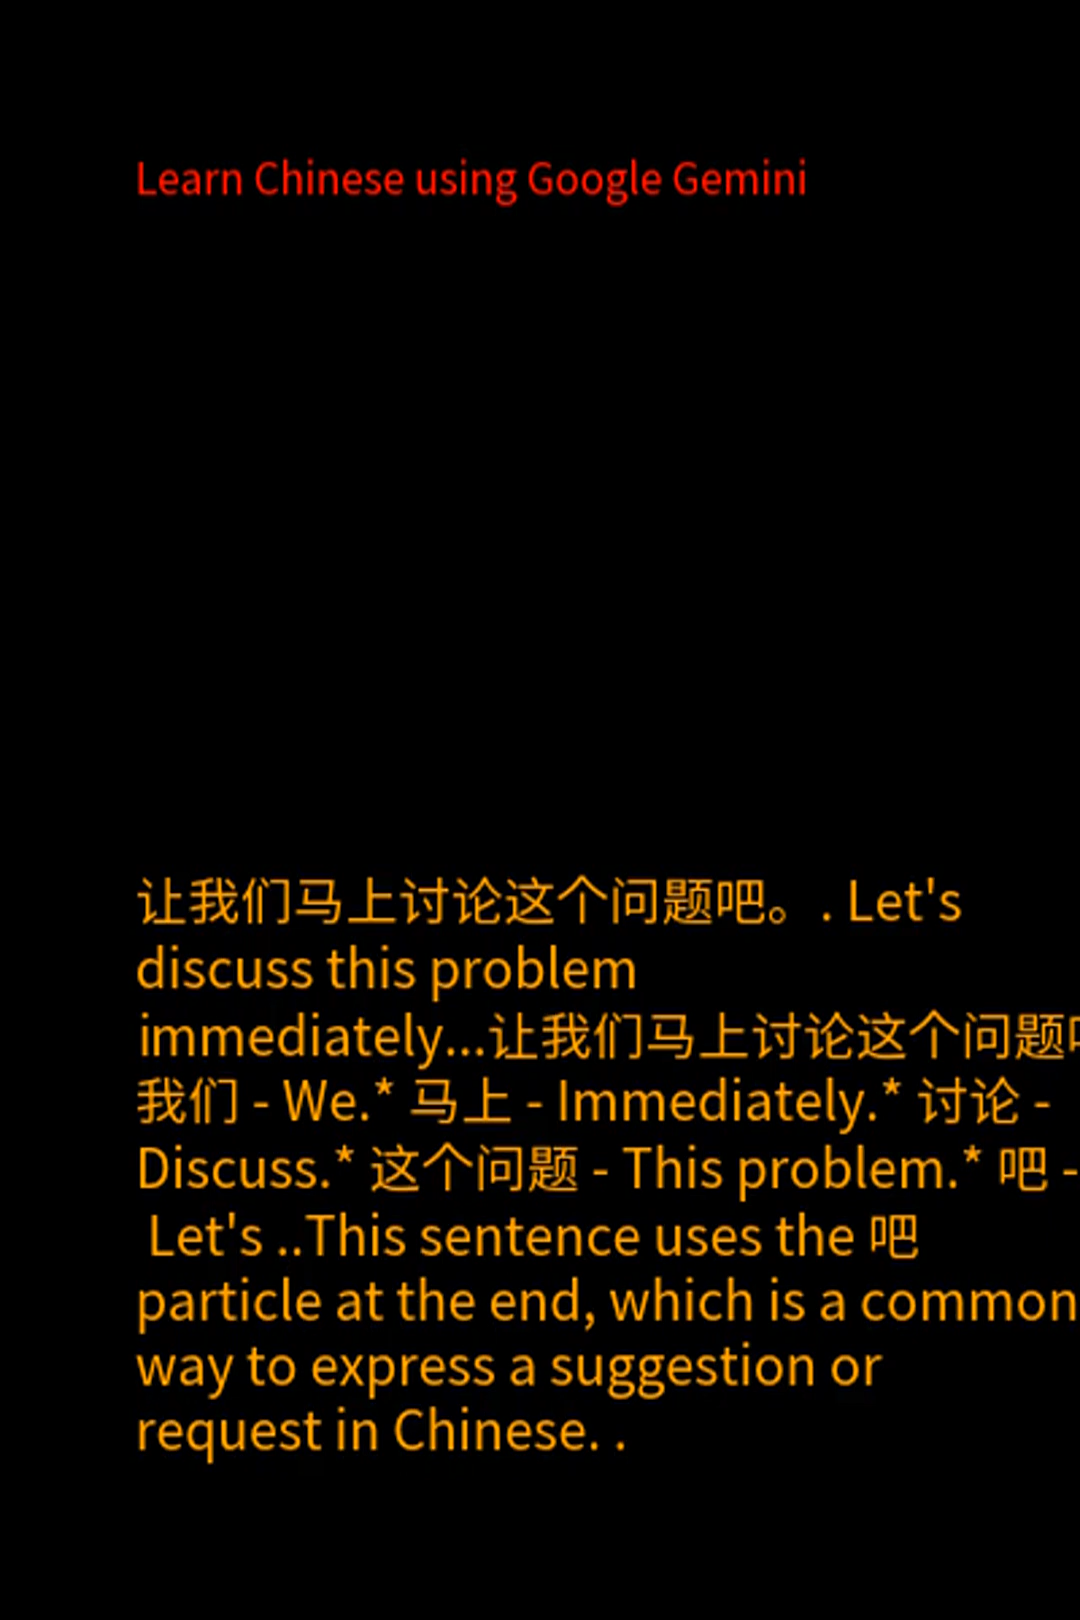 Learn Chinese using Google Gemini
让我们马上讨论这个问题吧。. Let's
discuss this problem
immediately...让我们马上讨论这个问题
我们 - We.* 马上 - Immediately.* 讨论 -
Discuss.* 这个问题 - This problem.* 吧 -
Let's ..This sentence uses the 吧
particle at the end, which is a common
way to express a suggestion or
request in Chinese. .